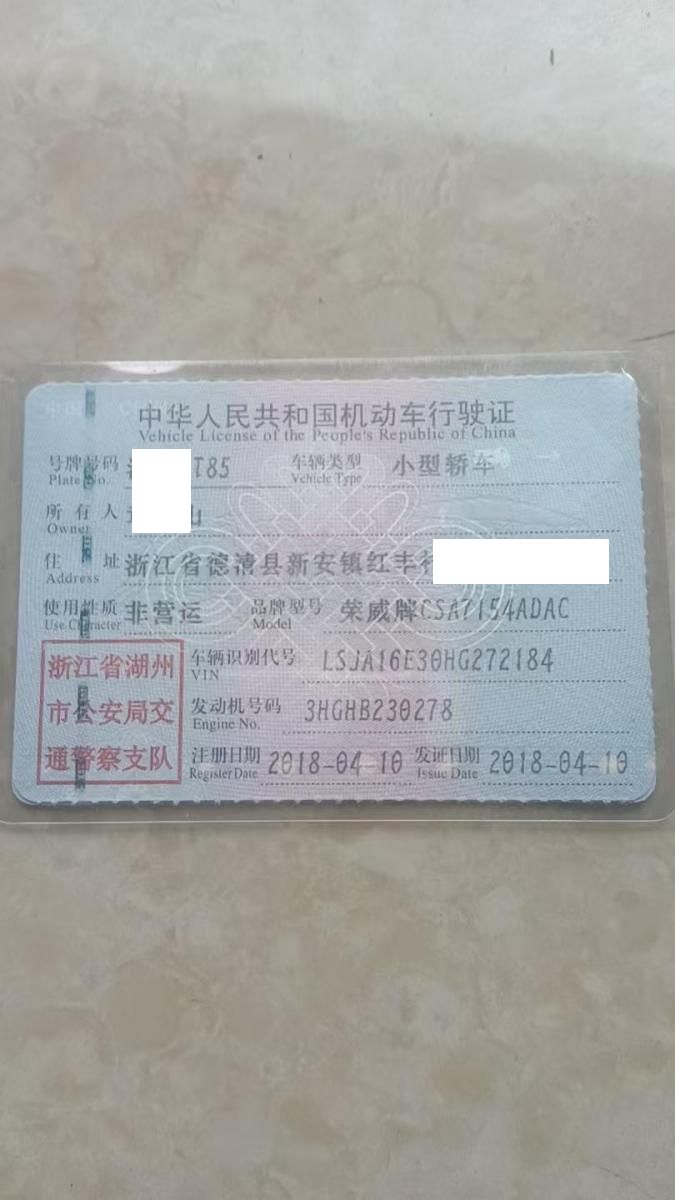 中华人民共和国机动车行驶证
Vehicle License of the People's Republic of China
号牌号码 T85 车辆类型 小型轿车
Plate No. Vehicle Type
所有人
Owner
住址 浙江省德清县新安镇红丰
Address
使用性质 非营运 品牌型号 荣威牌CSA7154ADAC
Use Character Model
浙江省湖州
市公安局交
通警察支队
车辆识别代号 LSJA16E30HG272184
VIN
发动机号码 3HGHB230278
Engine No.
注册日期 2018-04-10 发证日期 2018-04-10
Register Date Issue Date